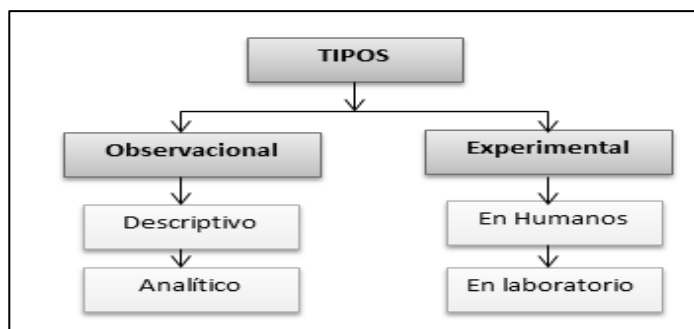 TIPOS
Observacional
Experimental
Descriptivo
En Humanos
Analítico
En laboratorio